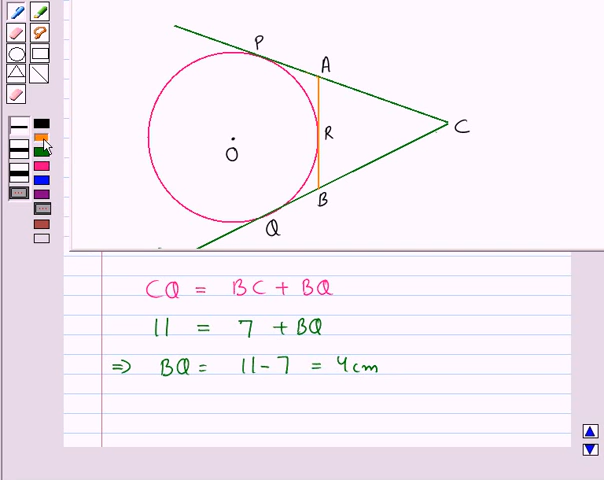 P
A
C
R
O
B
Q
CQ = BC + BQ
11 = 7 + BQ
⇒ BQ = 11 - 7 = 4cm